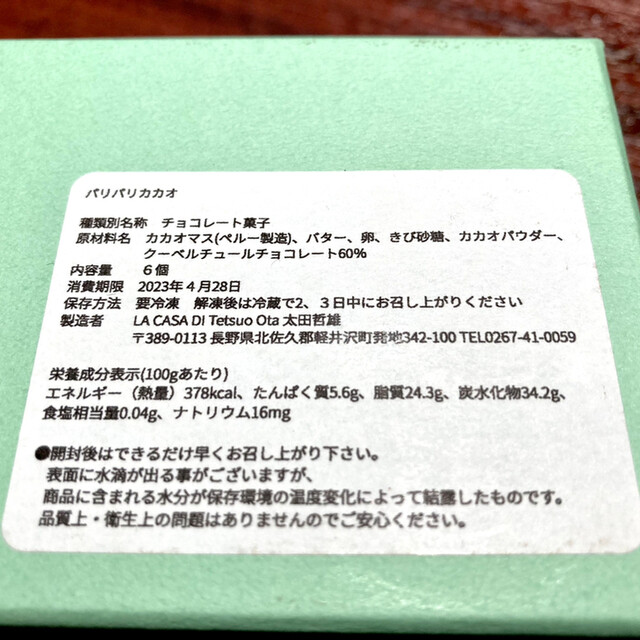 パリパリカカオ
種類別名称 チョコレート菓子
原材料名 カカオマス(ペルー製造)、バター、卵、きび砂糖、カカオパウダー、
クーベルチュールチョコレート60%
内容量 6個
消費期限 2023年4月28日
保存方法 要冷凍 解凍後は冷蔵で2、3日中にお召し上がりください
製造者 LA CASA DI Tetsuo Ota 太田哲雄
〒389-0113 長野県北佐久郡軽井沢町発地342-100 TEL0267-41-0059
栄養成分表示(100gあたり)
エネルギー（熱量）378kcal、たんぱく質5.6g、脂質24.3g、炭水化物34.2g、
食塩相当量0.04g、ナトリウム16mg
●開封後はできるだけ早くお召し上がり下さい。
表面に水滴が出る事がございますが、
商品に含まれる水分が保存環境の温度変化によって結露したものです。
品質上・衛生上の問題はありませんのでご安心ください。